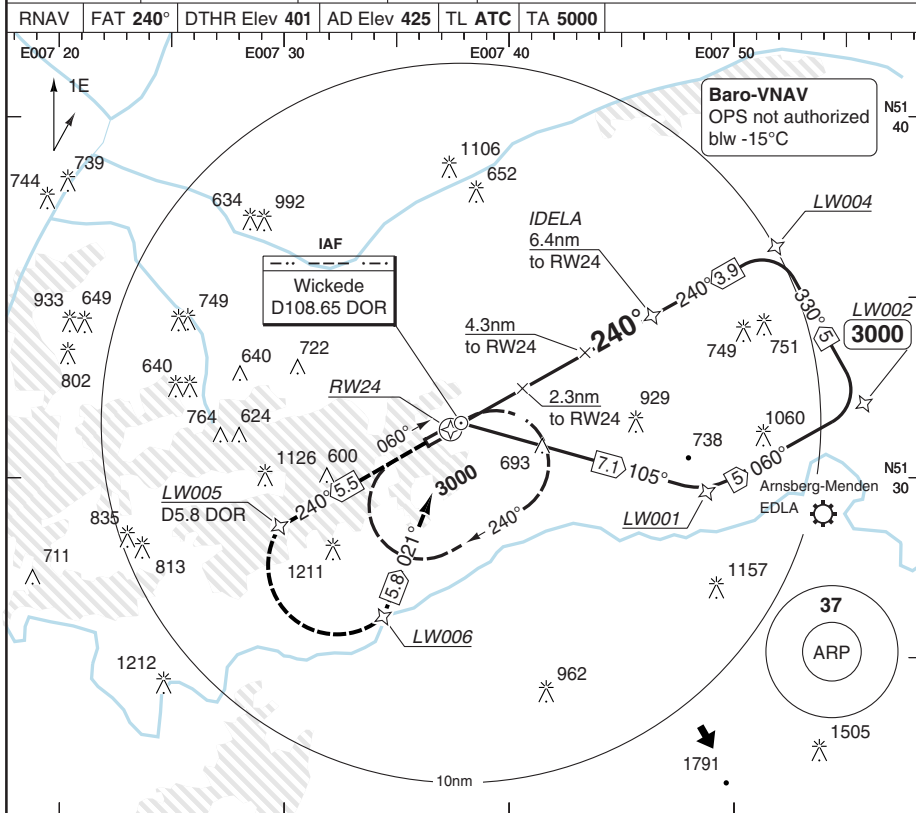 RNAV FAT 240° DTHR Elev 401 AD Elev 425 TL ATC TA 5000
E007 20 E007 30 E007 40 E007 50
1E
Baro-VNAV
OPS not authorized
blw -15°C
N51
40
739
744
1106
652
634 992
IDELA
6.4nm
to RW24
LW004
IAF
Wickede
D108.65 DOR
240° 3.9
330° 5
LW002
3000
933 649
749
802
240°
4.3nm
to RW24
749 751
640 640 722
RW24
2.3nm
to RW24
929
764 624
060°
1060
738
693
7.1 105°
5 060°
N51
30
1126 600
3000
LW005
D5.8 DOR
240° 5.5
240°
LW001
Arnsberg-Menden
EDLA
835
813
711
1211
5.8 021°
LW006
1157
37
ARP
1212
962
1505
1791
10nm